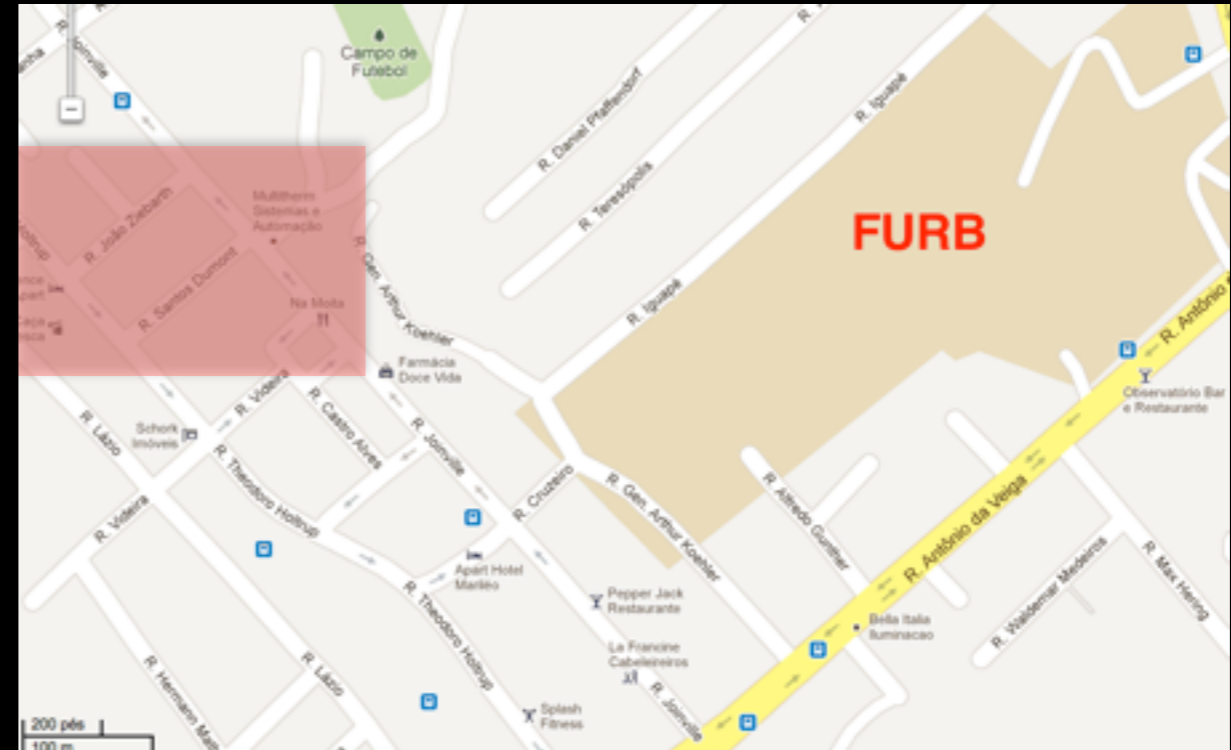 R. Joinville
Campo de
Futebol
R. Daniel Pfaffendorf
R. Iguapé
R. Teresópolis
FURB
Multitherm
Sistemas e
Automação
R. João Ziebarth
R. Santos Dumont
Na Moita
R. Gen. Arthur Koehler
R. Iguapé
R. Antônio
Farmácia
Doce Vida
Observatório Bar
e Restaurante
R. Videira
R. Castro Alves
R. Lázio
Schork
Imóveis
R. Joinville
R. Theodoro Holtrup
R. Cruzeiro
R. Gen. Arthur Koehler
R. Alfredo Gunther
R. Antônio da Veiga
R. Videira
Apart Hotel
R. Max Hering
R. Waldemar Medeiros
R. Theodoro Holtrup
Pepper Jack
Restaurante
Bella Italia
Iluminacao
La Francine
Cabeleireiros
R. Lázio
R. Joinville
Splash
Fitness
200 pés
100 m